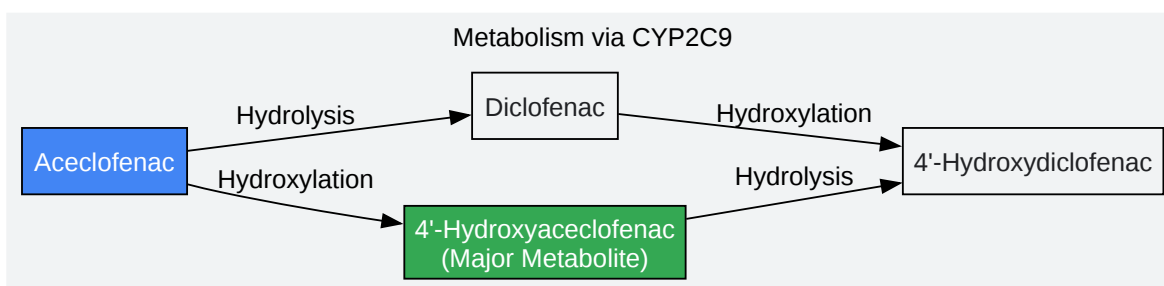 Metabolism via CYP2C9
Aceclofenac
Hydrolysis
Diclofenac
Hydroxylation
4'-Hydroxydiclofenac
Hydroxylation
4'-Hydroxyaceclofenac
(Major Metabolite)
Hydrolysis